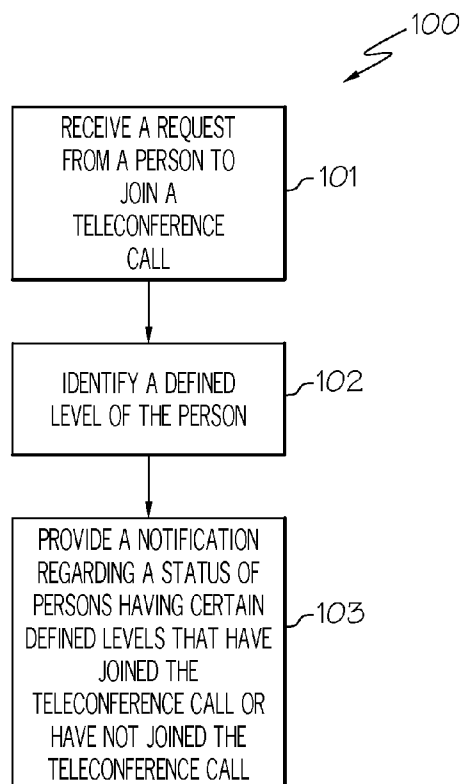 100
RECEIVE A REQUEST
FROM A PERSON TO
JOIN A
TELECONFERENCE
CALL
101
IDENTIFY A DEFINED
LEVEL OF THE PERSON
102
PROVIDE A NOTIFICATION
REGARDING A STATUS OF
PERSONS HAVING CERTAIN
DEFINED LEVELS THAT HAVE
JOINED THE
TELECONFERENCE CALL OR
HAVE NOT JOINED THE
TELECONFERENCE CALL
103